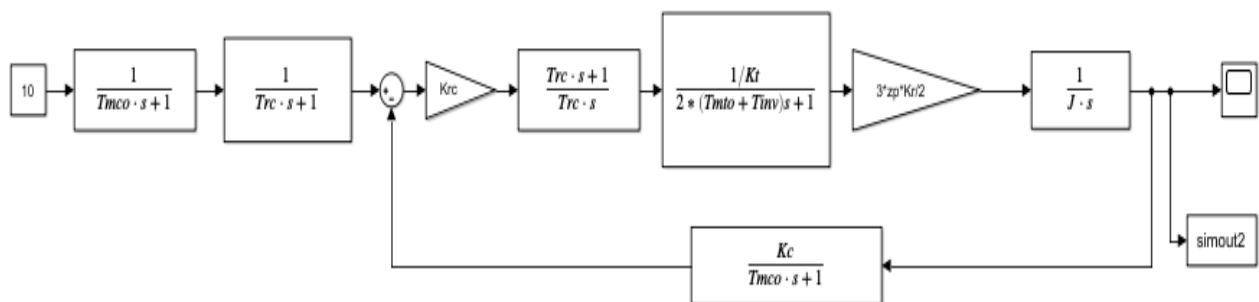 10
1
Tmco · s + 1
1
Trc · s + 1
+
-
Krc
Trc · s + 1
Trc · s
1/Kt
2 * (Tmto + Tinv)s + 1
3*zp*Kr/2
1
J · s
simout2
Kc
Tmco · s + 1